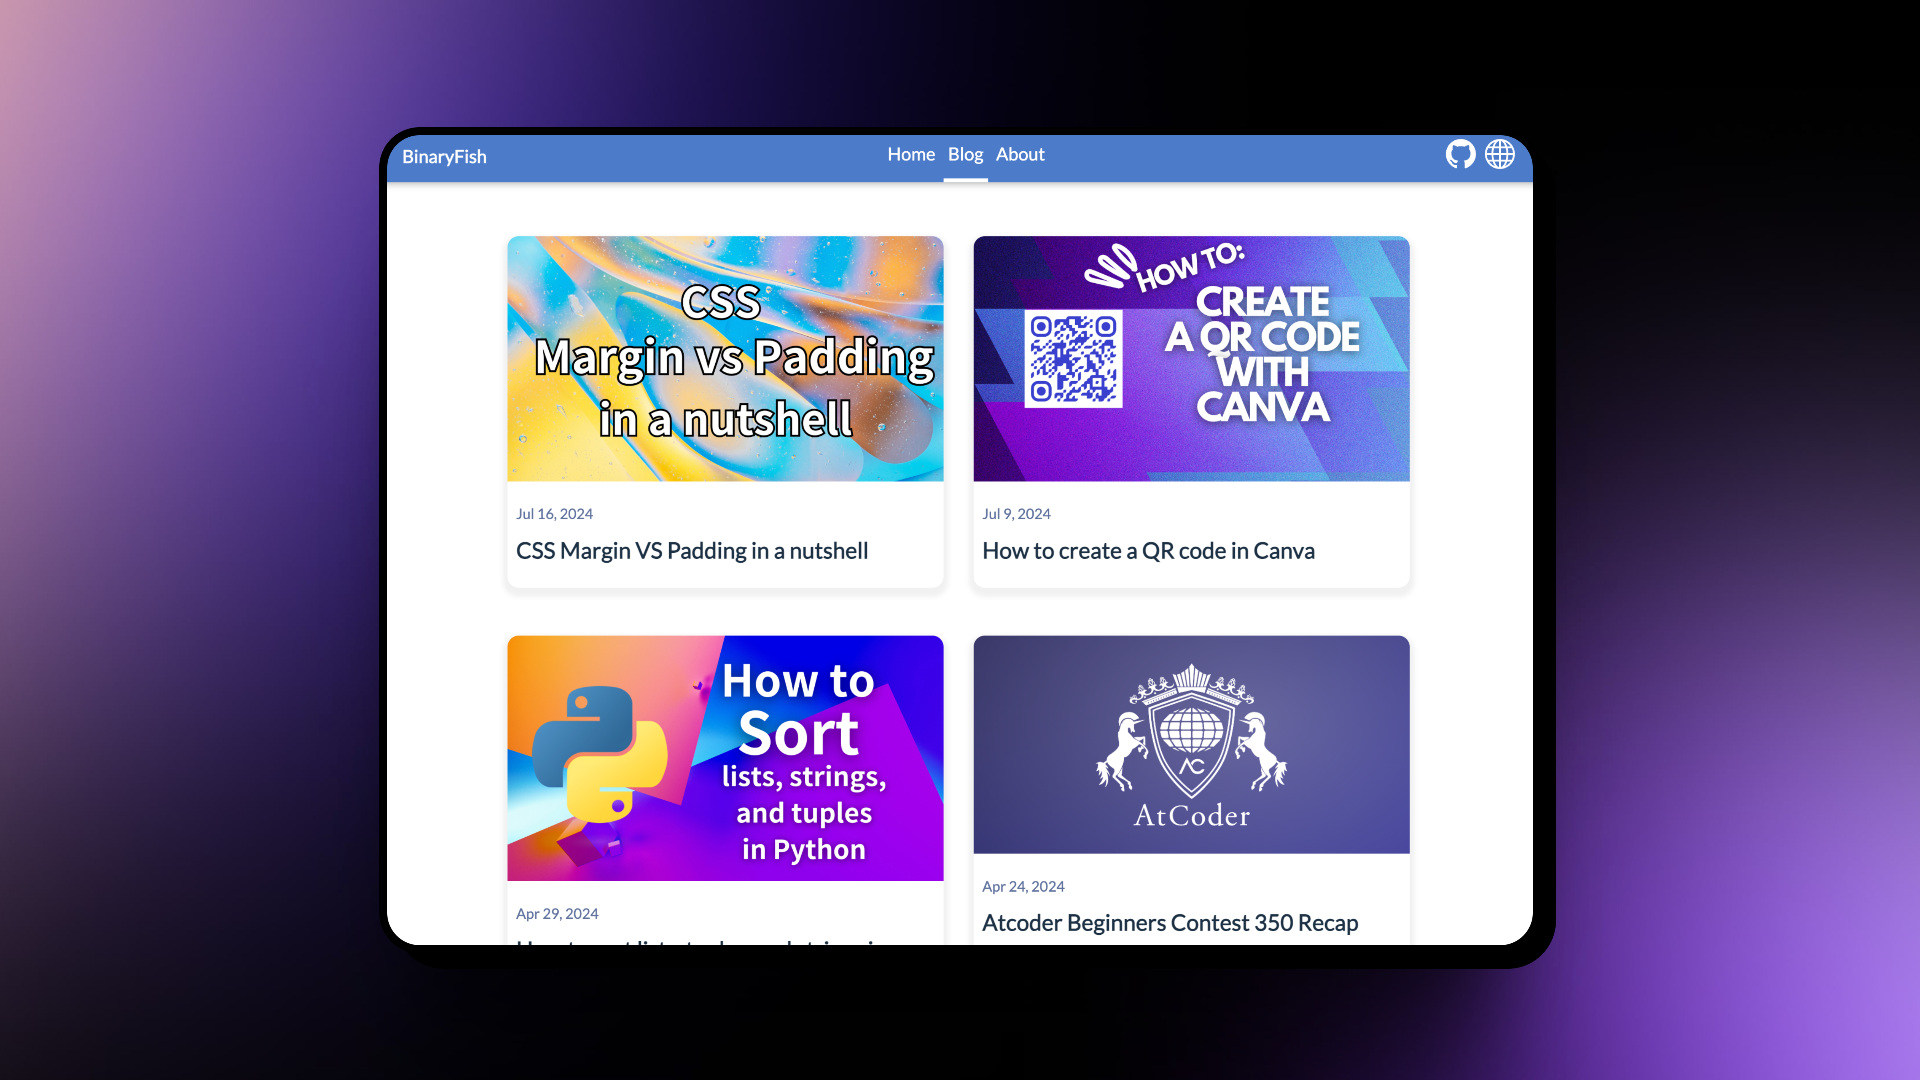 BinaryFish
Home Blog About
CSS
Margin vs Padding
in a nutshell
Jul 16, 2024
CSS Margin VS Padding in a nutshell
HOW TO:
CREATE
A QR CODE
WITH
CANVA
Jul 9, 2024
How to create a QR code in Canva
How to
Sort
lists, strings,
and tuples
in Python
Apr 29, 2024
AC
AtCoder
Apr 24, 2024
Atcoder Beginners Contest 350 Recap